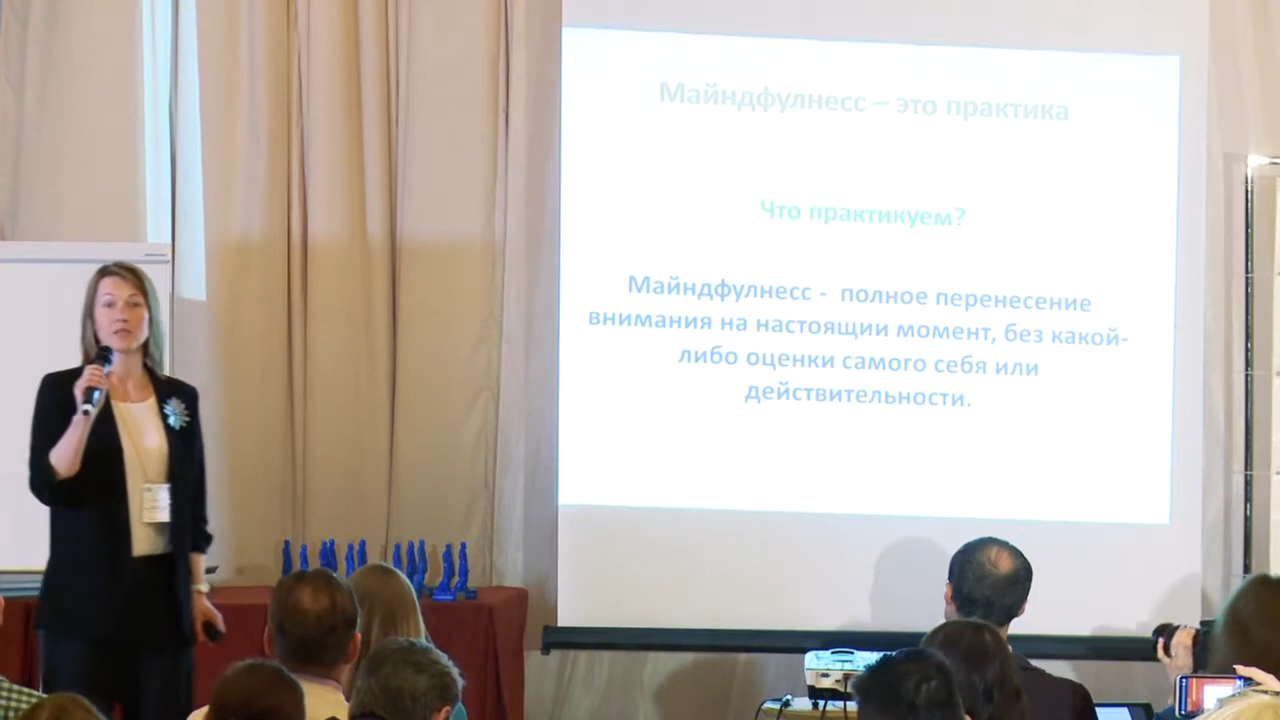 Майндфулнесс – это практика
Что практикуем?
Майндфулнесс - полное перенесение
внимания на настоящии момент, без какой-
либо оценки самого себя или
действительности.